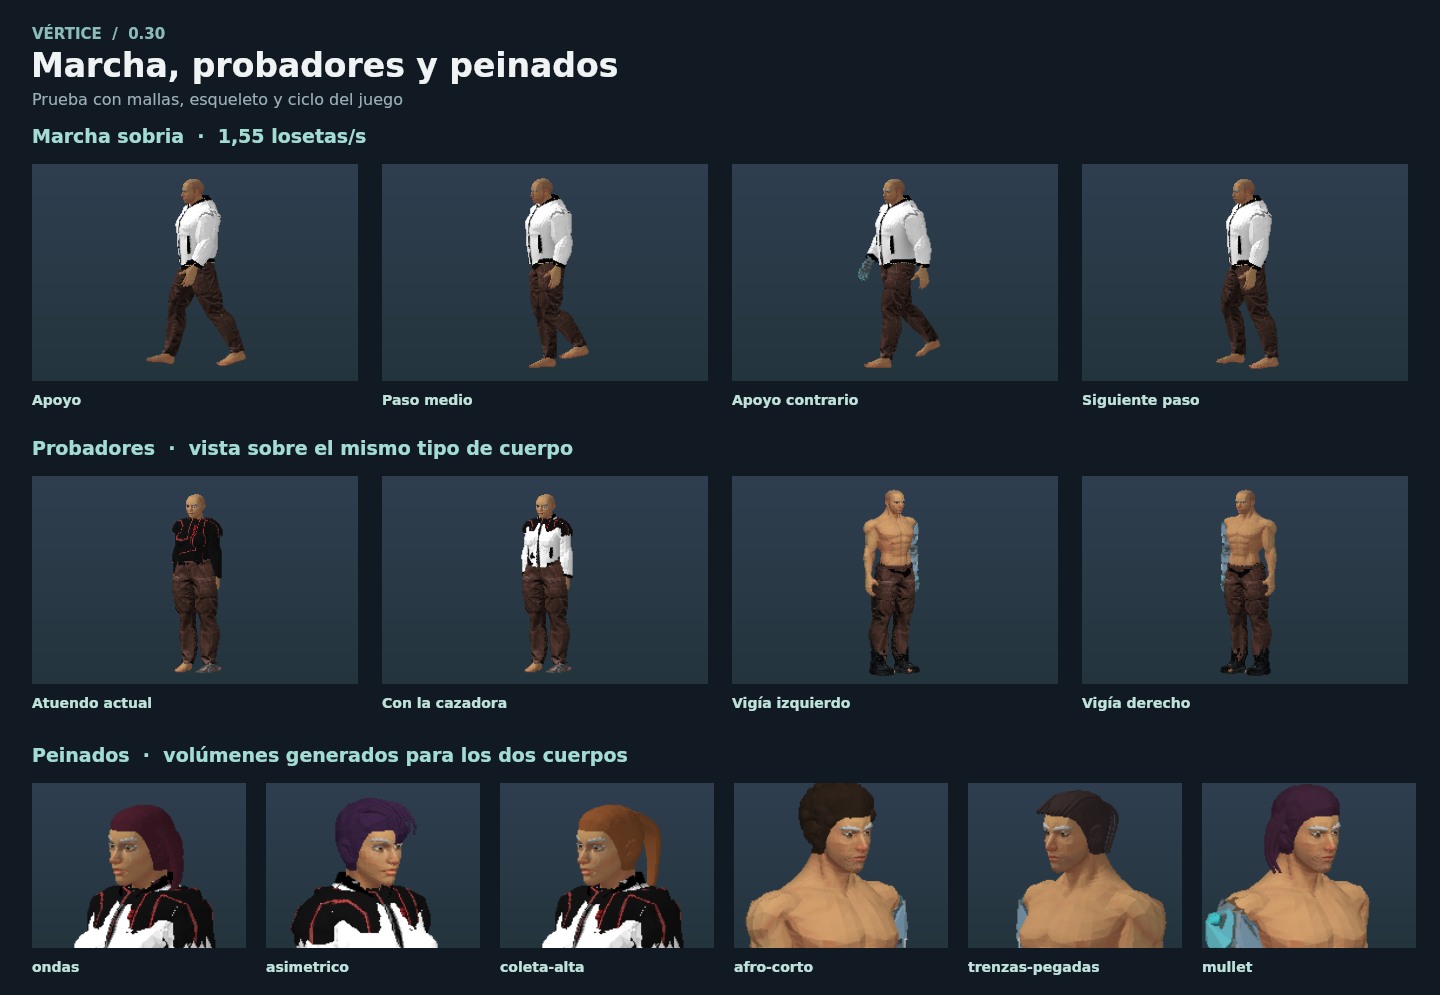 VÉRTICE / 0.30
Marcha, probadores y peinados
Prueba con mallas, esqueleto y ciclo del juego
Marcha sobria · 1,55 losetas/s
Apoyo
Paso medio
Apoyo contrario
Siguiente paso
Probadores · vista sobre el mismo tipo de cuerpo
Atuendo actual
Con la cazadora
Vigía izquierdo
Vigía derecho
Peinados · volúmenes generados para los dos cuerpos
ondas
asimetrico
coleta-alta
afro-corto
trenzas-pegadas
mullet